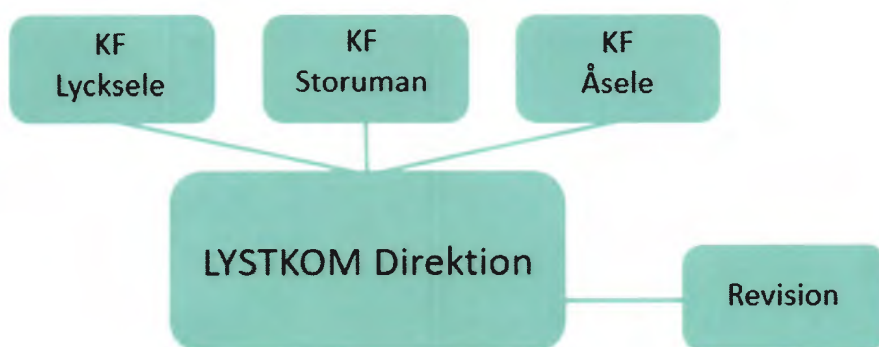 KF
Lycksele
KF
Storuman
KF
Åsele
LYSTKOM Direktion
Revision